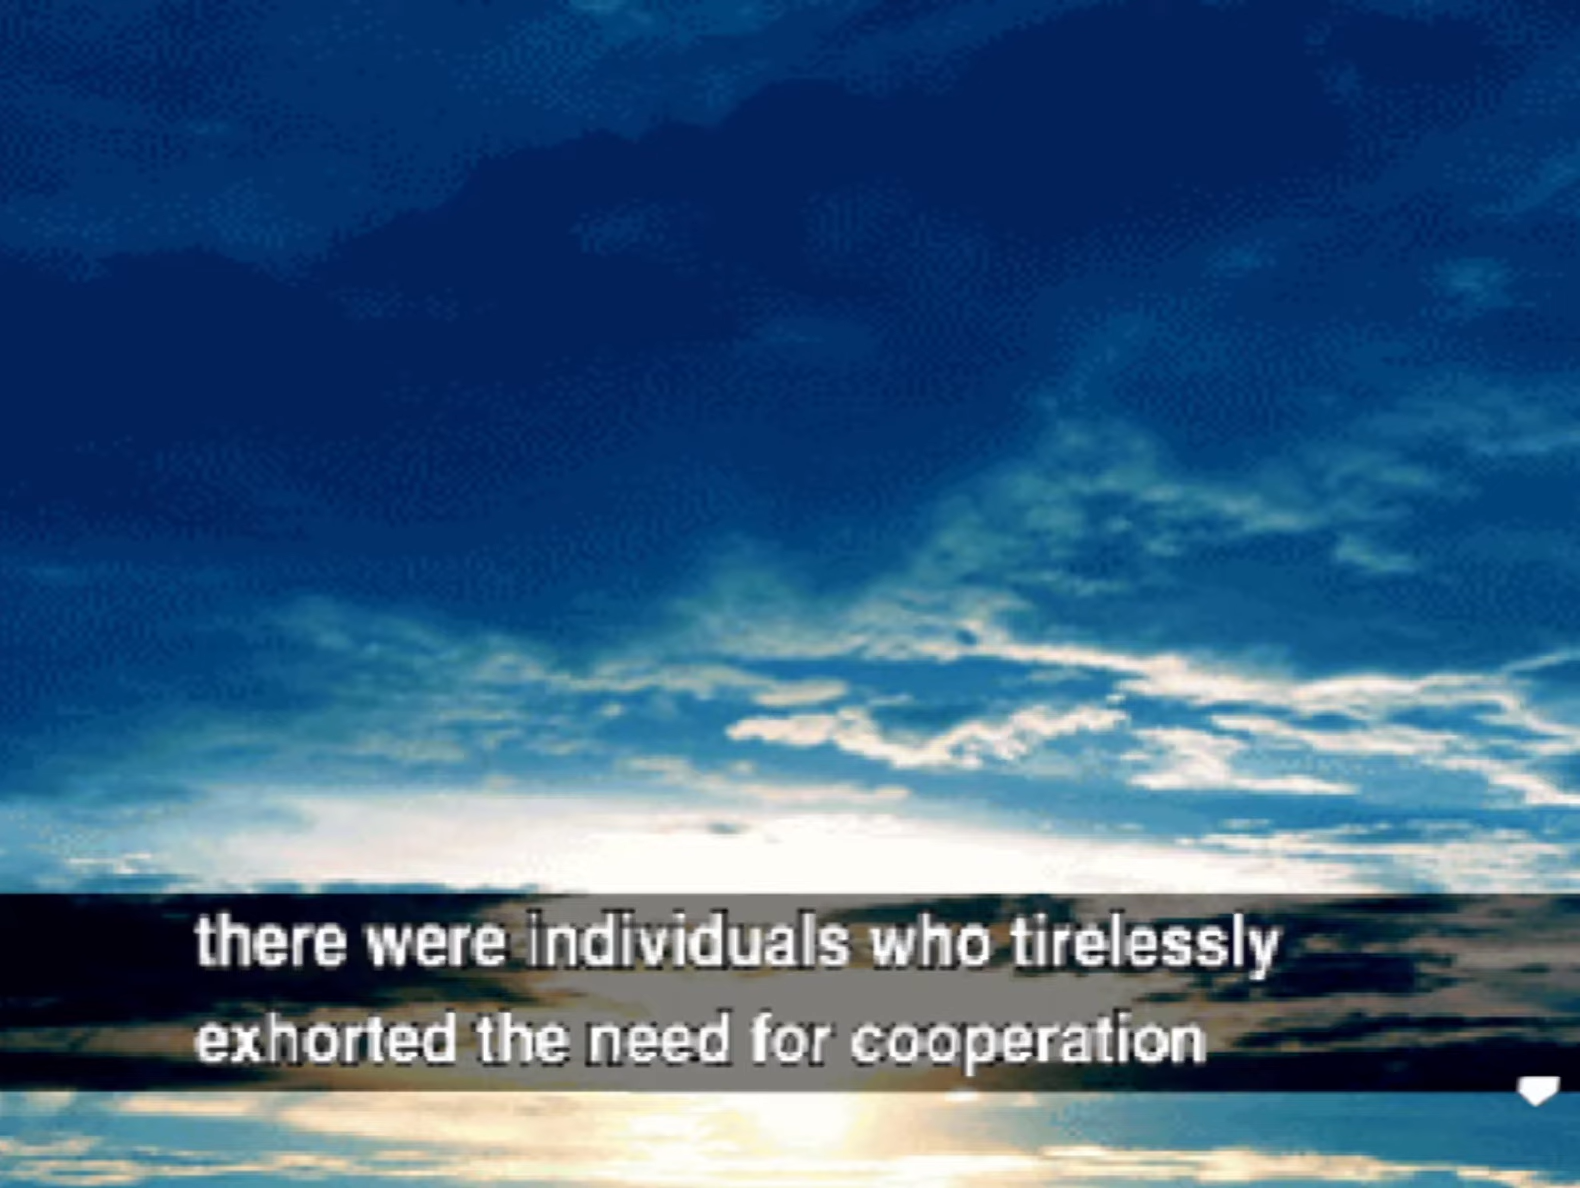 there were individuals who tirelessly
exhorted the need for cooperation